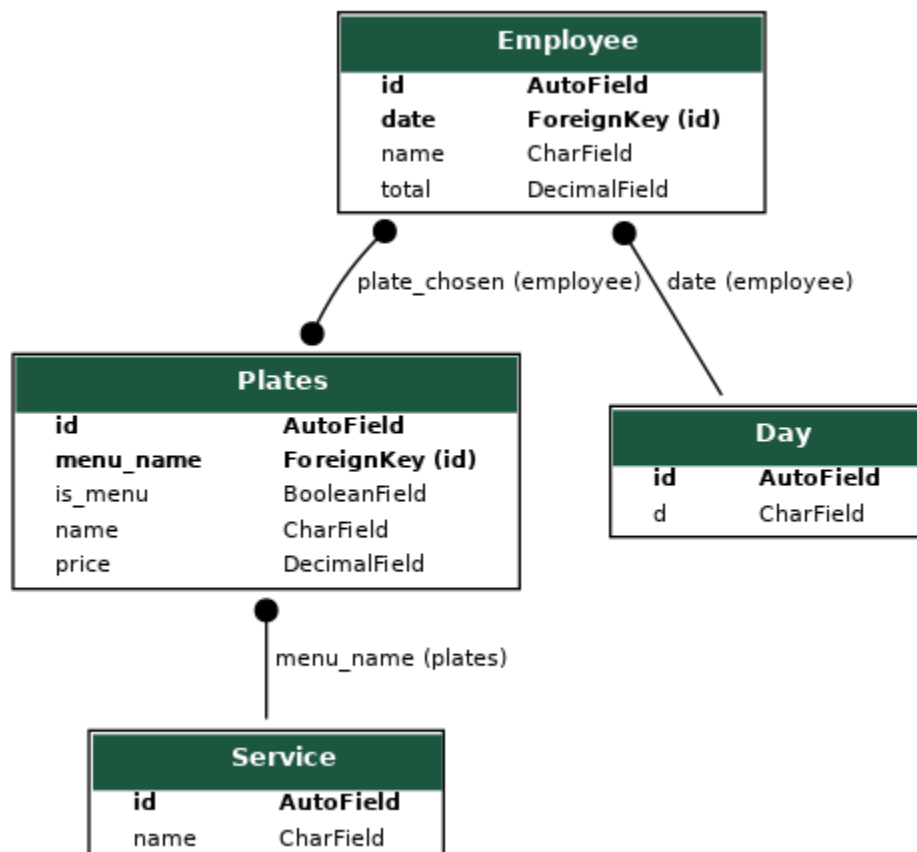 Employee
id AutoField
date ForeignKey (id)
name CharField
total DecimalField
plate_chosen (employee)
date (employee)
Plates
id AutoField
menu_name ForeignKey (id)
is_menu BooleanField
name CharField
price DecimalField
Day
id AutoField
d CharField
menu_name (plates)
Service
id AutoField
name CharField